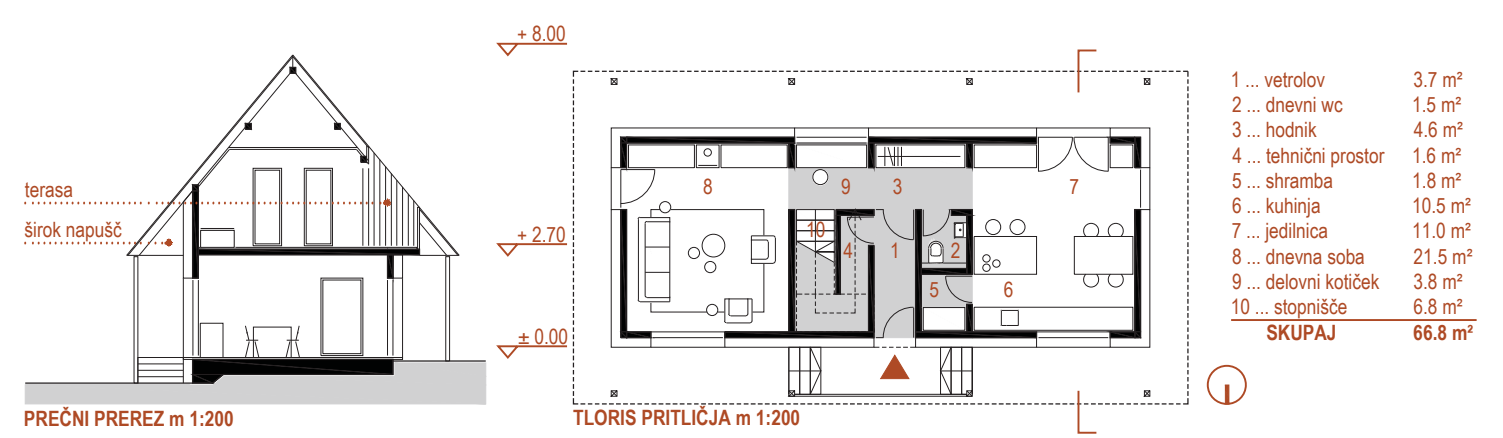 terasa
širok napušč
PREČNI PREREZ m 1:200
+ 8.00
+ 2.70
± 0.00
8
9
3
7
10
4
1
2
5
6
TLORIS PRITLIČJA m 1:200
1 ... vetrolov 3.7 m²
2 ... dnevni wc 1.5 m²
3 ... hodnik 4.6 m²
4 ... tehnični prostor 1.6 m²
5 ... shramba 1.8 m²
6 ... kuhinja 10.5 m²
7 ... jedilnica 11.0 m²
8 ... dnevna soba 21.5 m²
9 ... delovni kotiček 3.8 m²
10 ... stopnišče 6.8 m²
SKUPAJ 66.8 m²